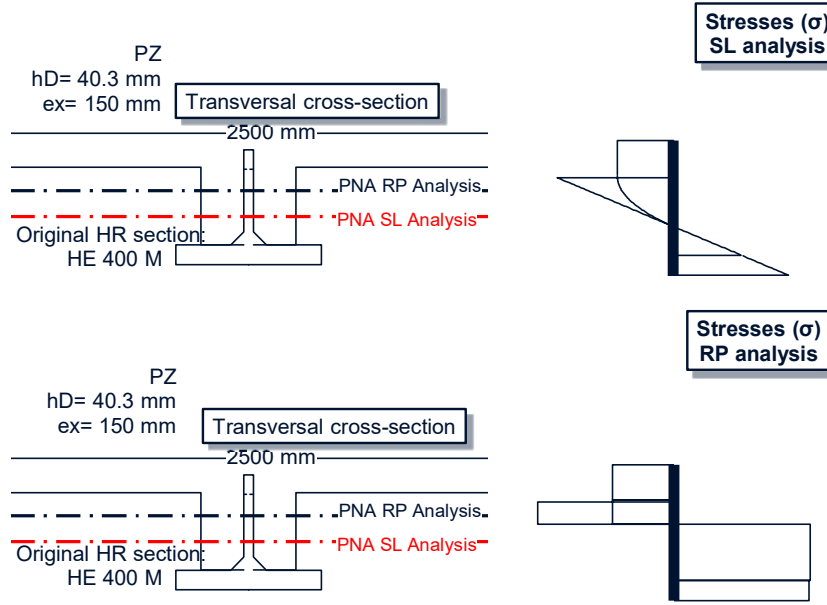 Stresses (σ)
SL analysis
PZ
hD= 40.3 mm
ex= 150 mm
Transversal cross-section
2500 mm
PNA RP Analysis
PNA SL Analysis
Original HR section:
HE 400 M
Stresses (σ)
RP analysis
PZ
hD= 40.3 mm
ex= 150 mm
Transversal cross-section
2500 mm
PNA RP Analysis
PNA SL Analysis
Original HR section:
HE 400 M